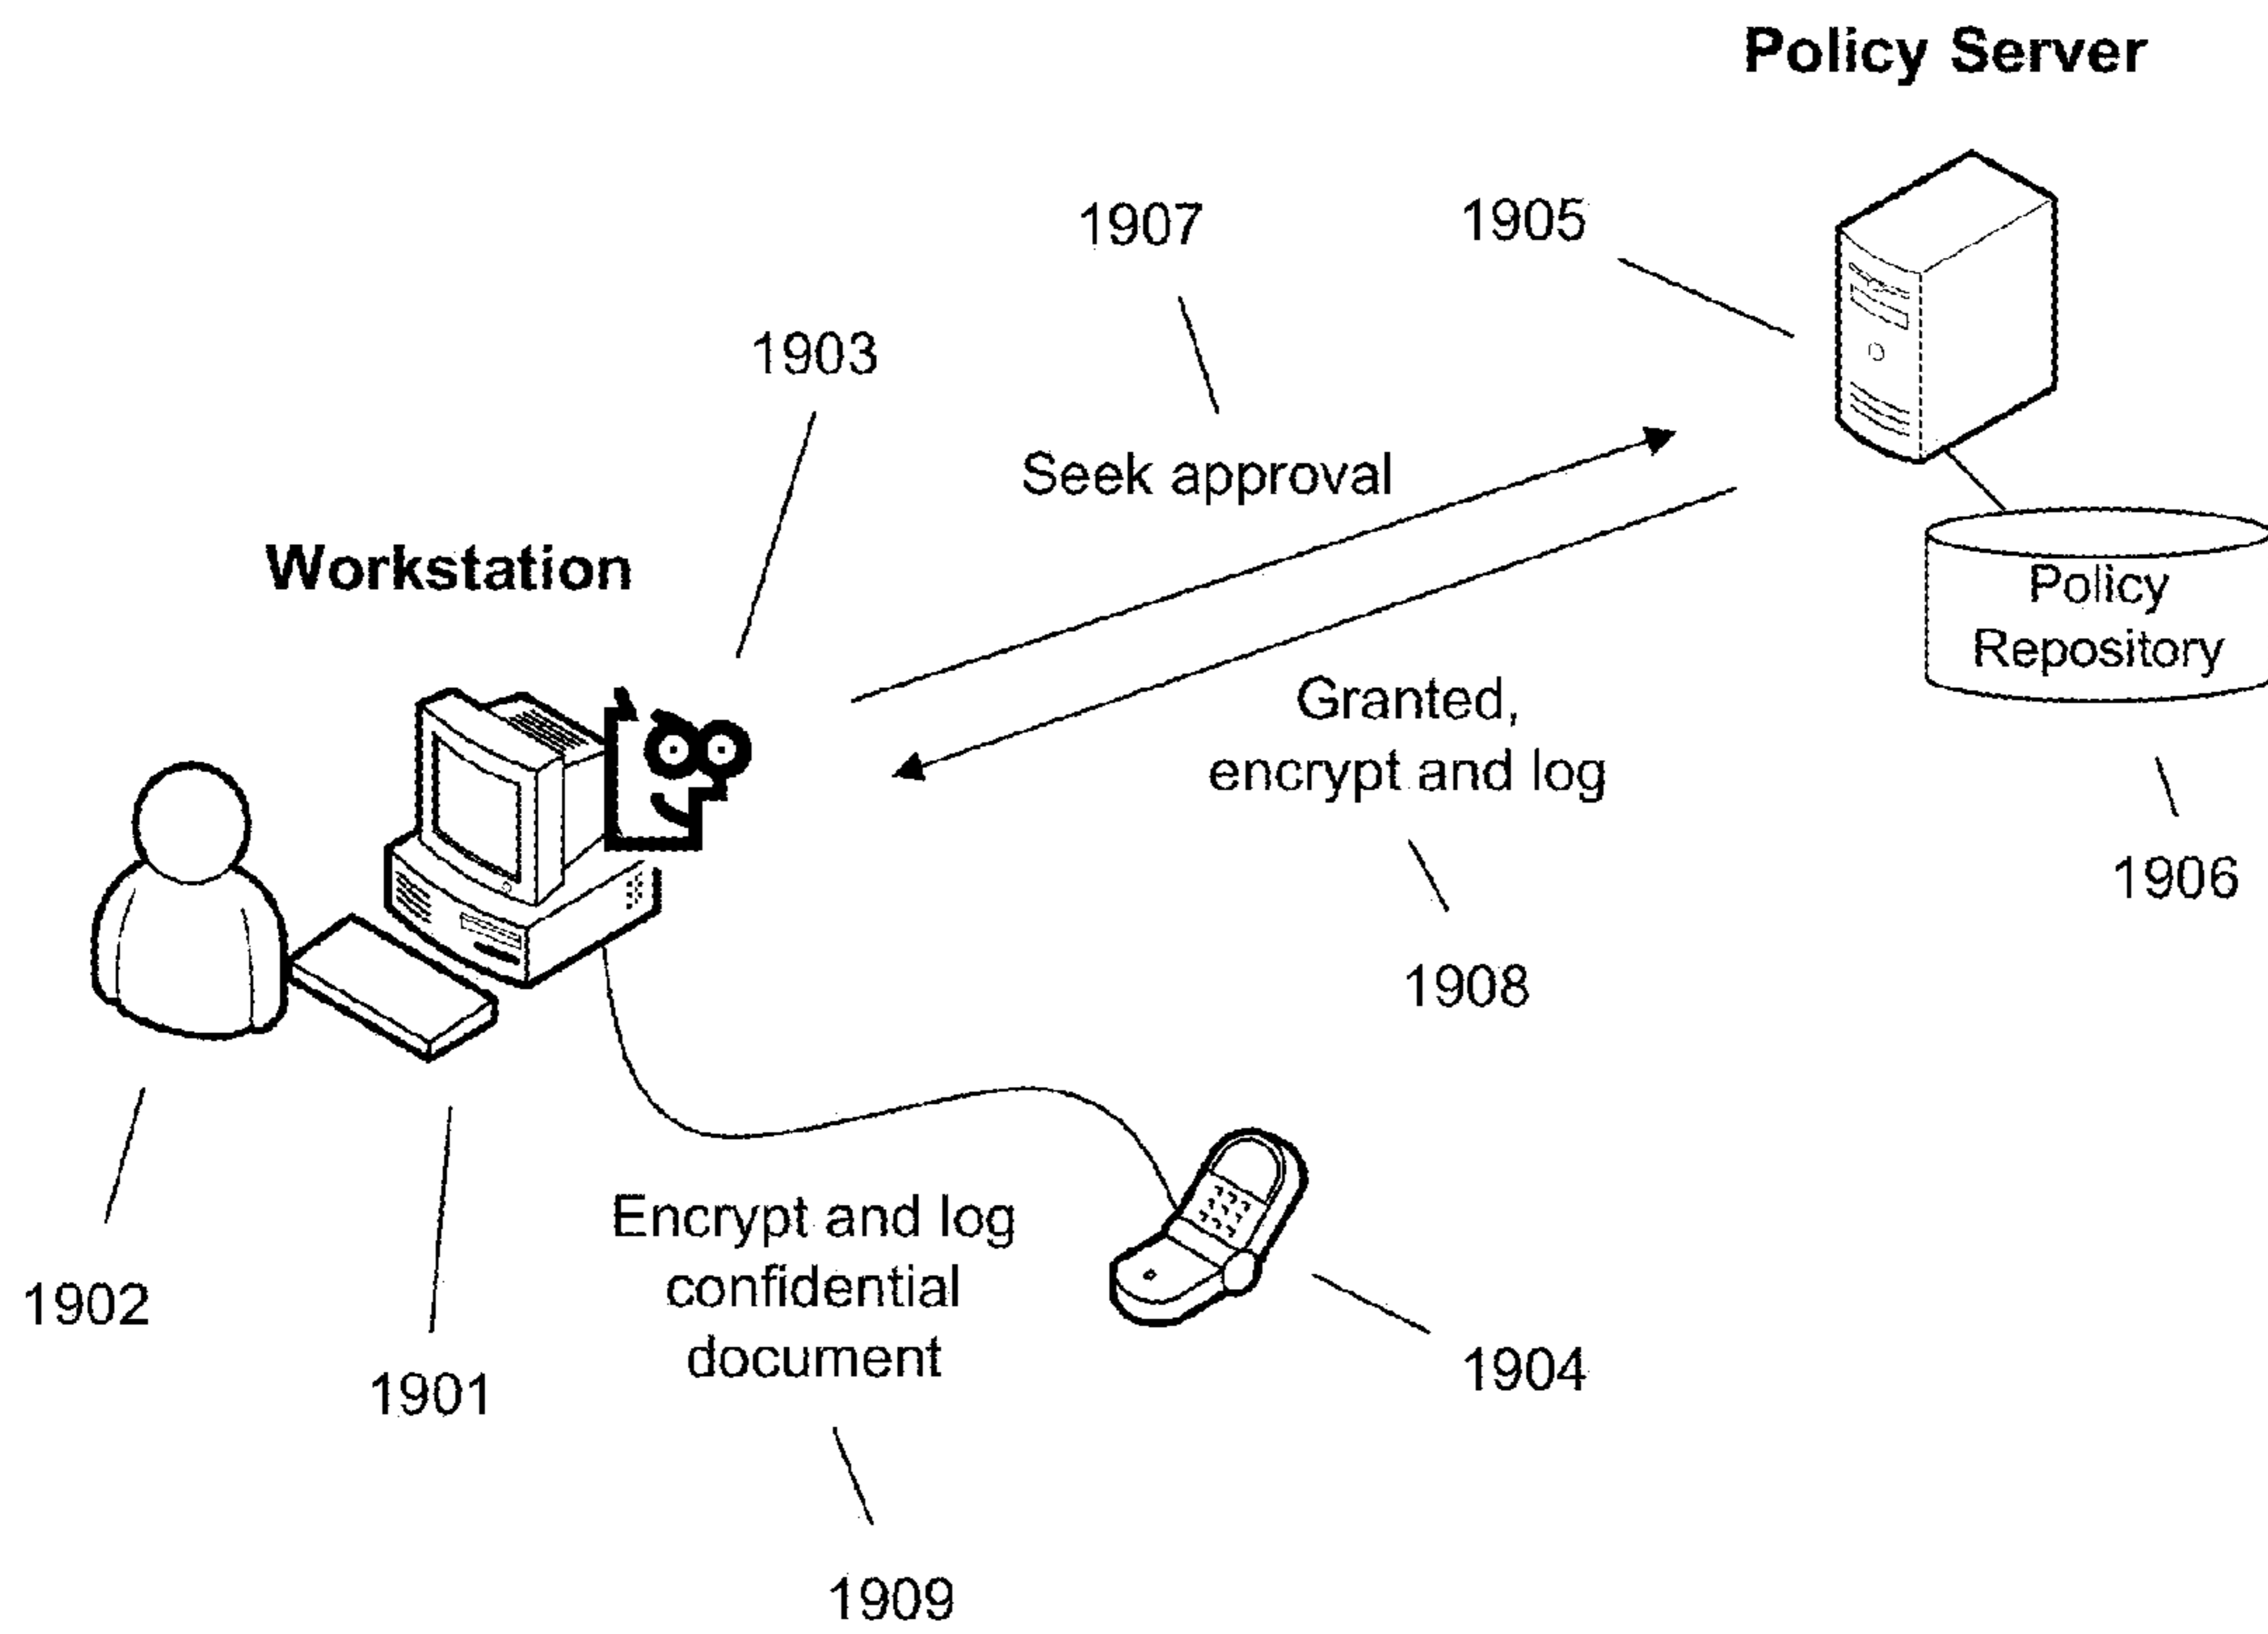 Policy Server
1907
1905
1903
Seek approval
Workstation
Policy
Repository
Granted,
encrypt and log
1906
1908
Encrypt and log
confidential
document
1902
1901
1904
1909